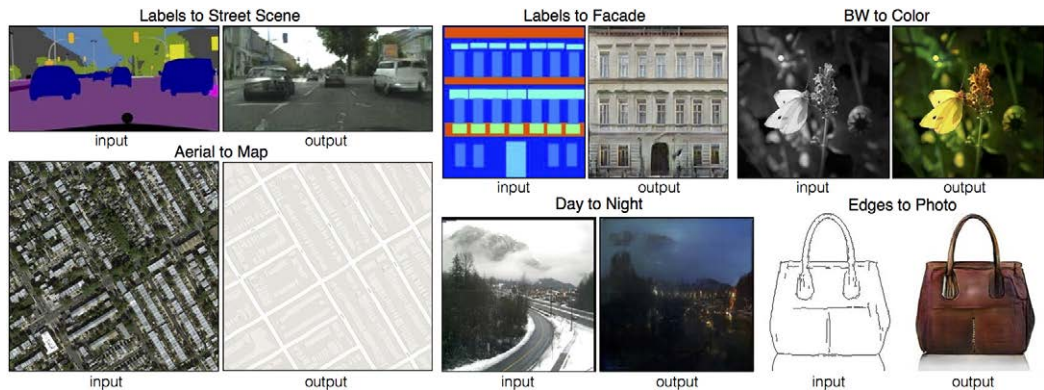 Labels to Street Scene
input output
Aerial to Map
input output
Labels to Facade
input output
BW to Color
input output
Day to Night
input output
Edges to Photo
input output